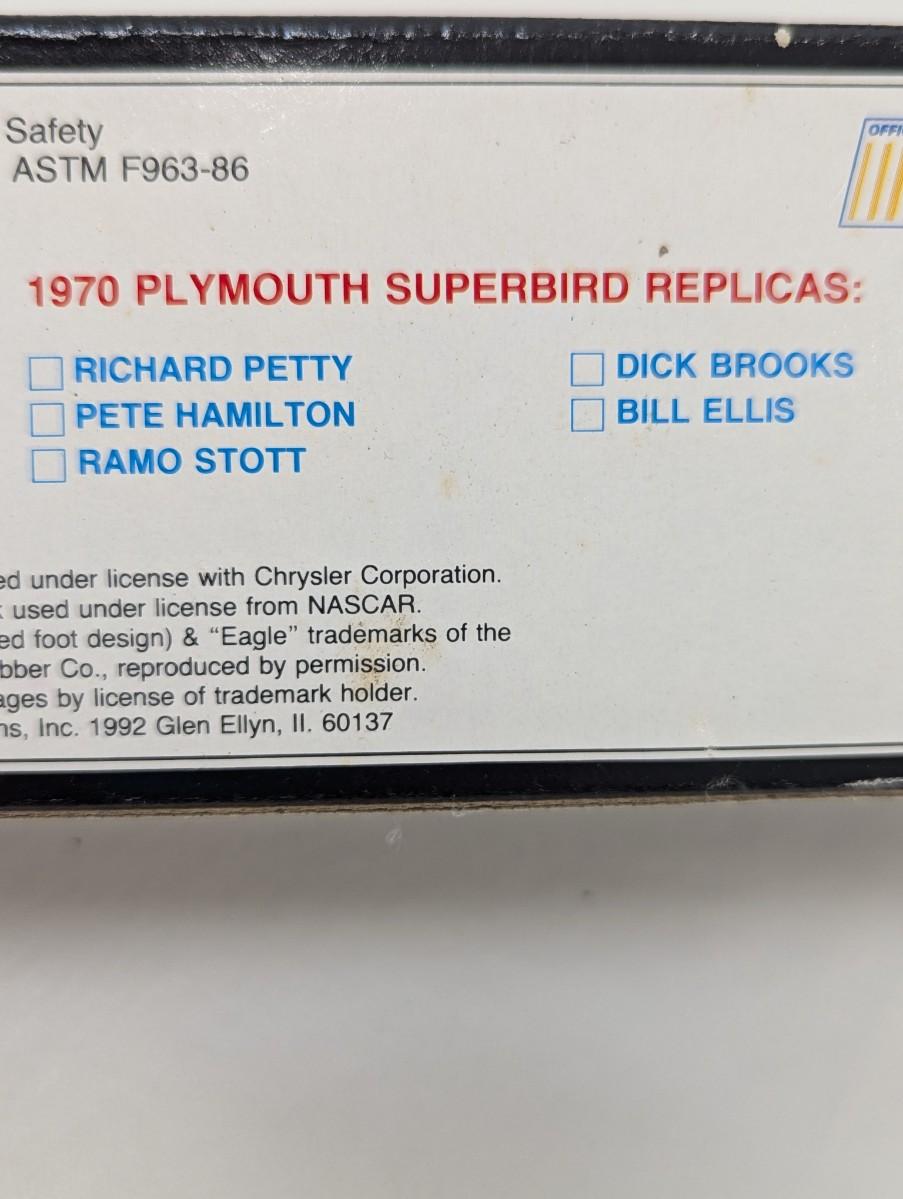 Safety
ASTM F963-86
OFFI
1970 PLYMOUTH SUPERBIRD REPLICAS:
RICHARD PETTY
DICK BROOKS
PETE HAMILTON
BILL ELLIS
RAMO STOTT
ed under license with Chrysler Corporation.
used under license from NASCAR.
ed foot design) & “Eagle” trademarks of the
bber Co., reproduced by permission.
ages by license of trademark holder.
ns, Inc. 1992 Glen Ellyn, Il. 60137